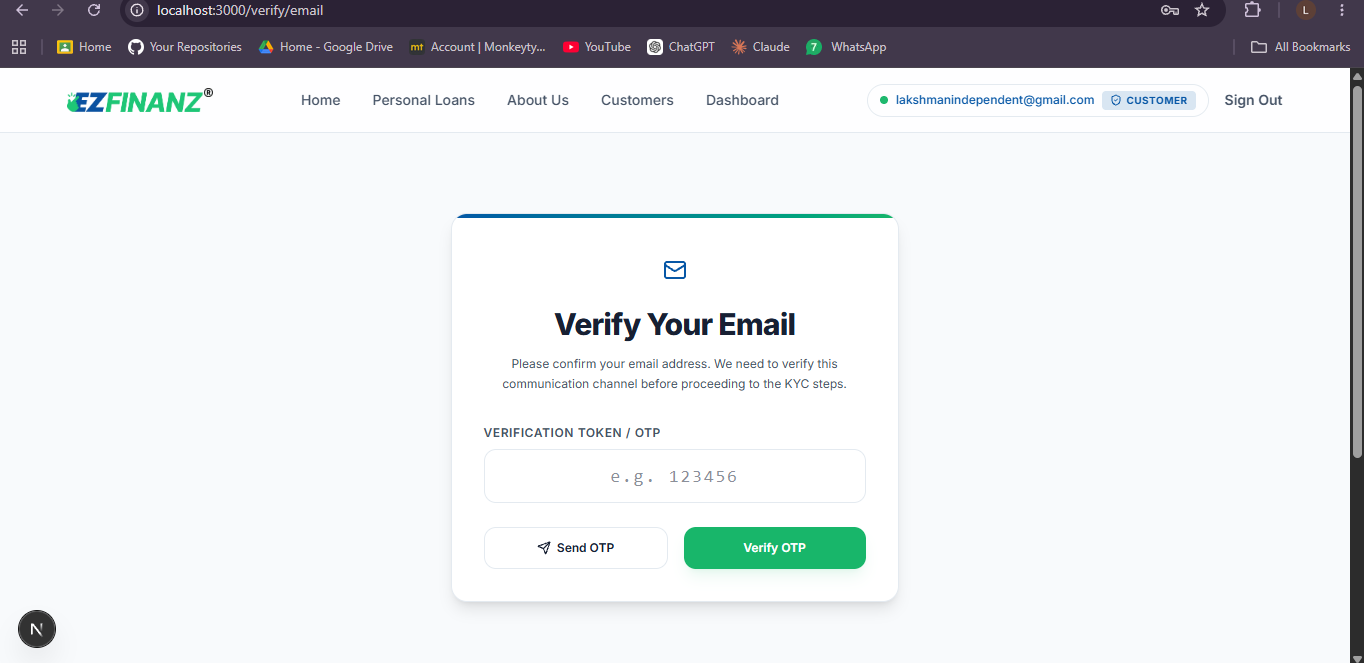 localhost:3000/verify/email
L
Home
Your Repositories
Home - Google Drive
mt
Account | Monkeyty...
YouTube
ChatGPT
Claude
7
WhatsApp
All Bookmarks
EZFINANZ®
Home
Personal Loans
About Us
Customers
Dashboard
lakshmanindependent@gmail.com
CUSTOMER
Sign Out
Verify Your Email
Please confirm your email address. We need to verify this
communication channel before proceeding to the KYC steps.
VERIFICATION TOKEN / OTP
e.g. 123456
Send OTP
Verify OTP
N